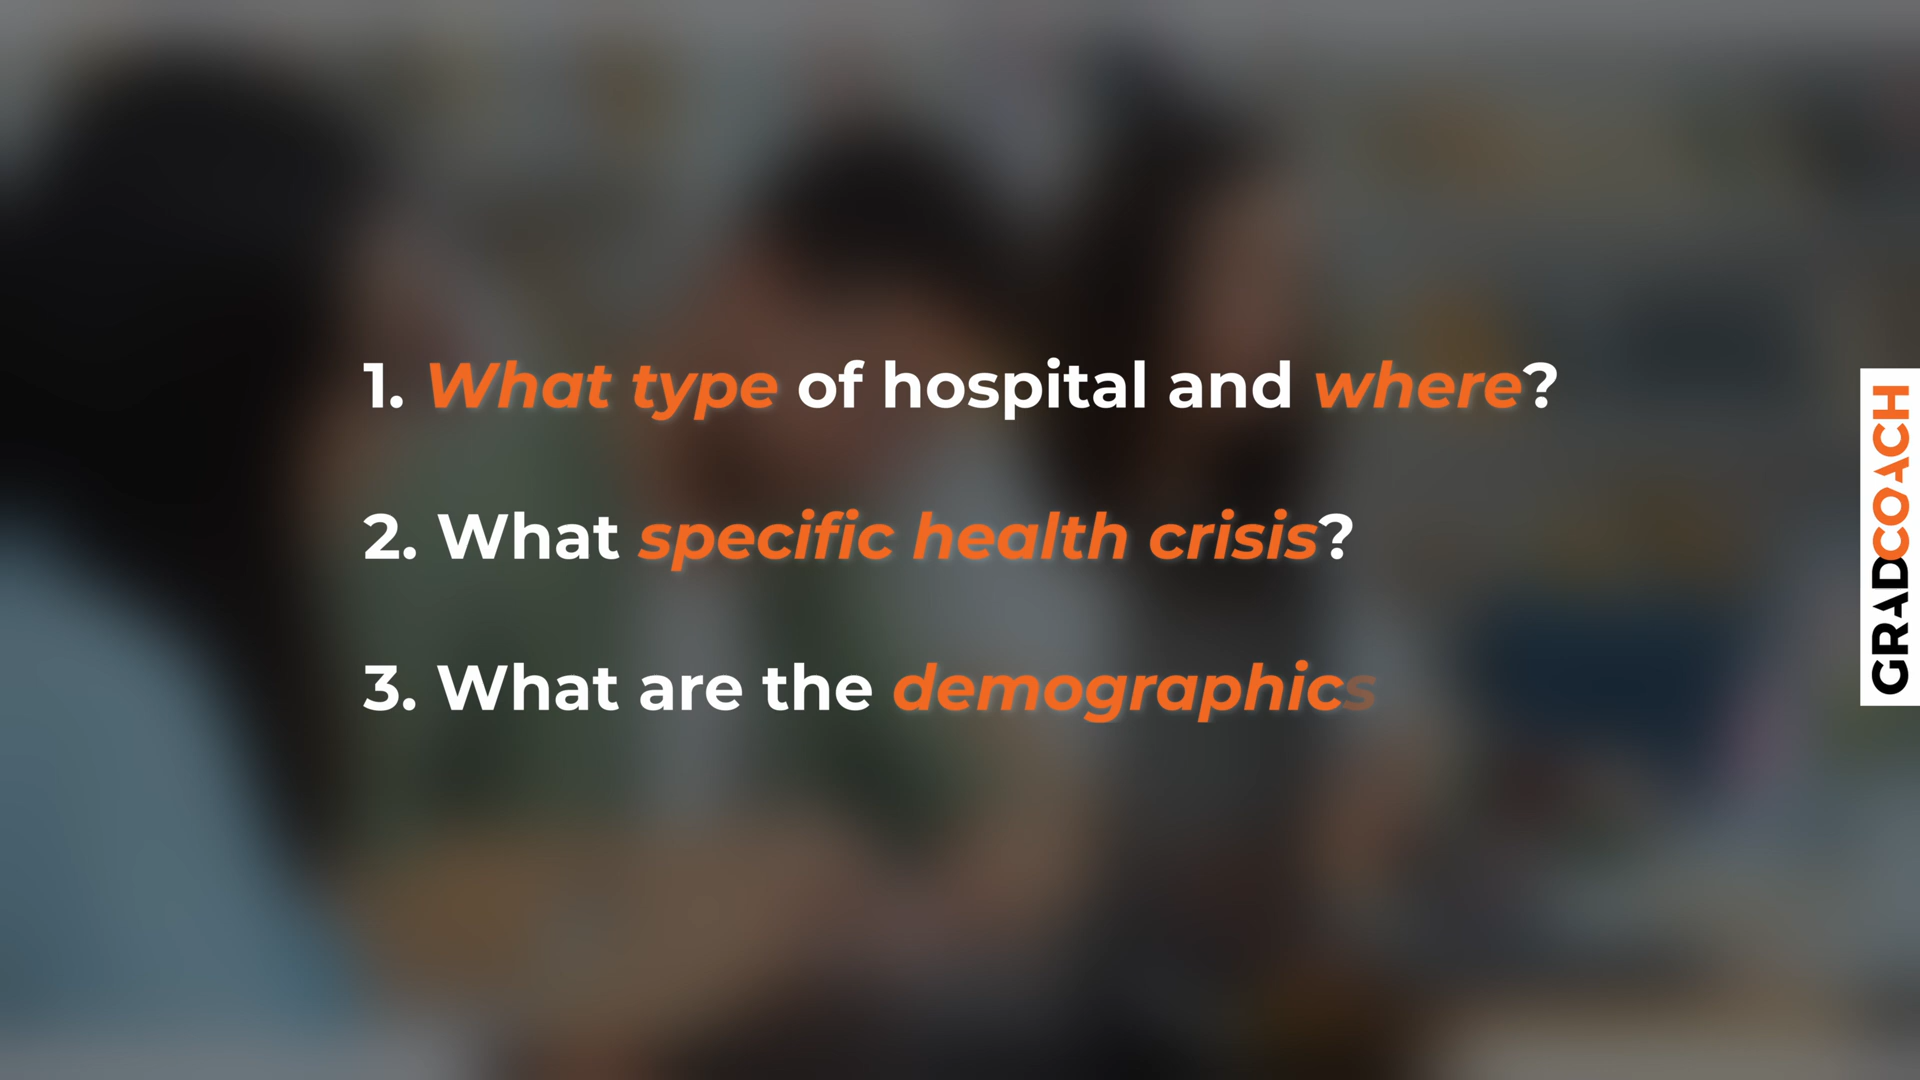 1. What type of hospital and where?
2. What specific health crisis?
3. What are the demographics
GRADCOACH